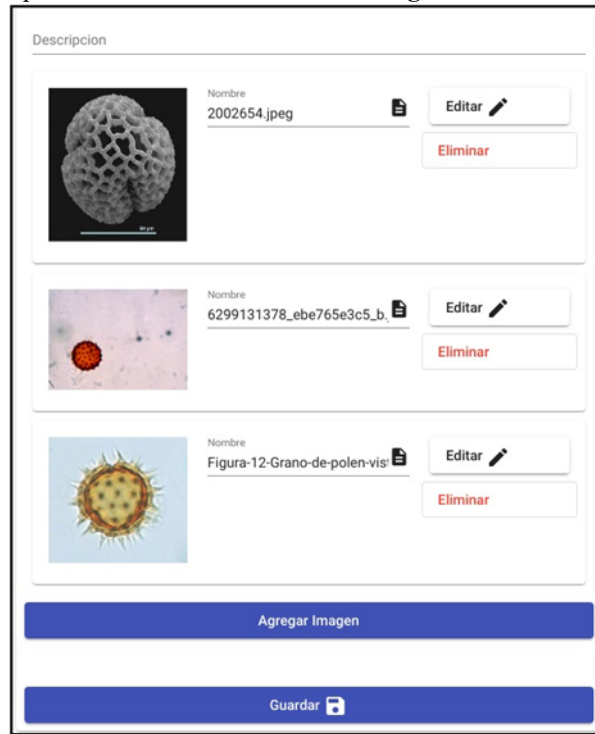 Descripcion
Nombre
2002654.jpeg
Editar
Eliminar
Nombre
6299131378_ebe765e3c5_b.
Editar
Eliminar
Nombre
Figura-12-Grano-de-polen-vis
Editar
Eliminar
Agregar Imagen
Guardar